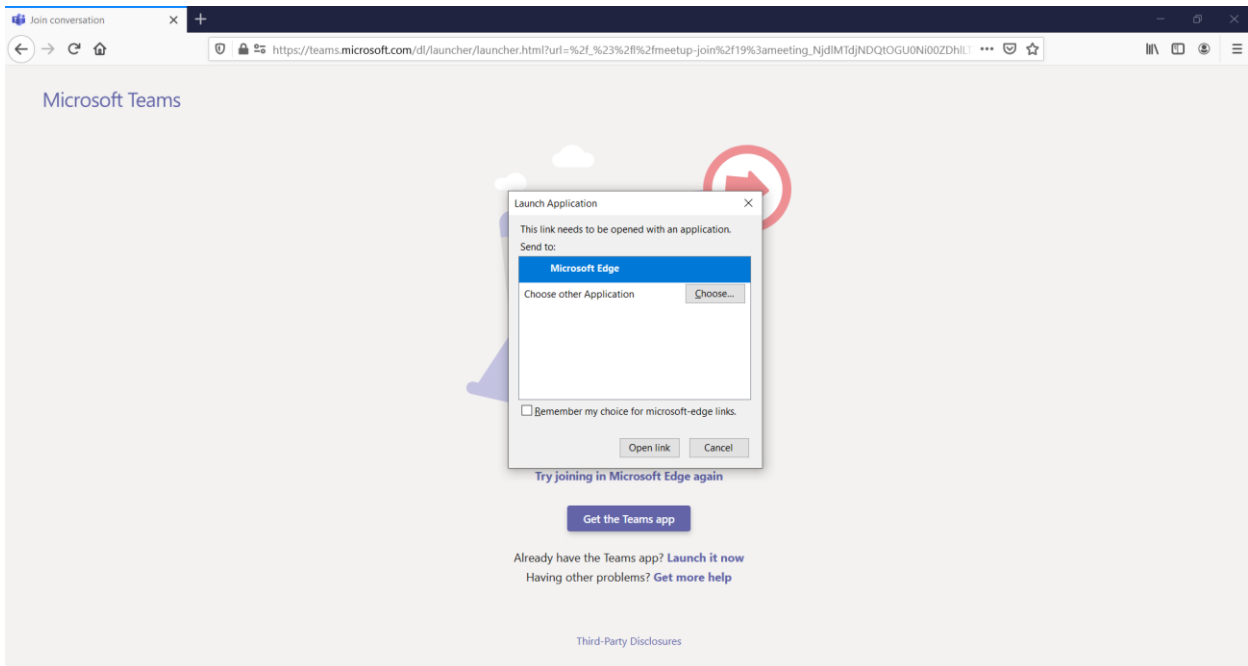 Join conversation
https://teams.microsoft.com/dl/launcher/launcher.html?url=%2f_%23%2fl%2fmeetup-join%2f19%3ameeting_NjdlMTdjNDQtOGU0Ni00ZDhlLT
Microsoft Teams
Launch Application
This link needs to be opened with an application.
Send to:
Microsoft Edge
Choose other Application Choose...
Remember my choice for microsoft-edge links.
Open link Cancel
Try joining in Microsoft Edge again
Get the Teams app
Already have the Teams app? Launch it now
Having other problems? Get more help
Third-Party Disclosures